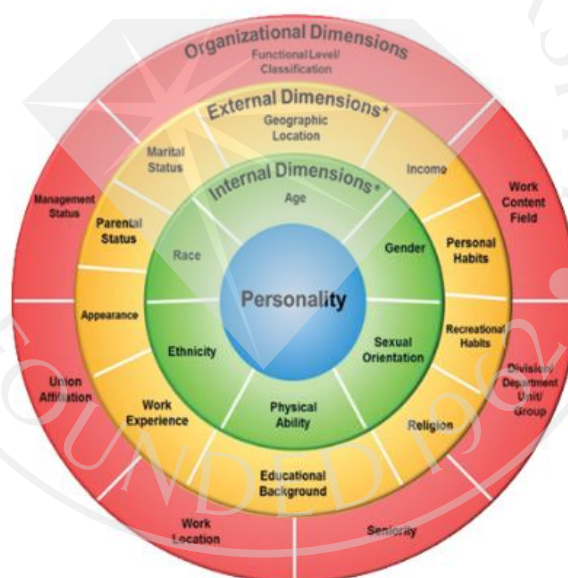 Organizational Dimensions
Functional Level/
Classification
External Dimensions*
Geographic
Location
Marital
Status
Income
Internal Dimensions*
Age
Management
Status
Work
Content
Field
Parental
Status
Personal
Habits
Race
Gender
Personality
Appearance
Recreational
Habits
Ethnicity
Sexual
Orientation
Union
Affiliation
Division/
Department
Unit/
Group
Work
Experience
Physical
Ability
Religion
Educational
Background
Work
Location
Seniority
FOUNDED 1962